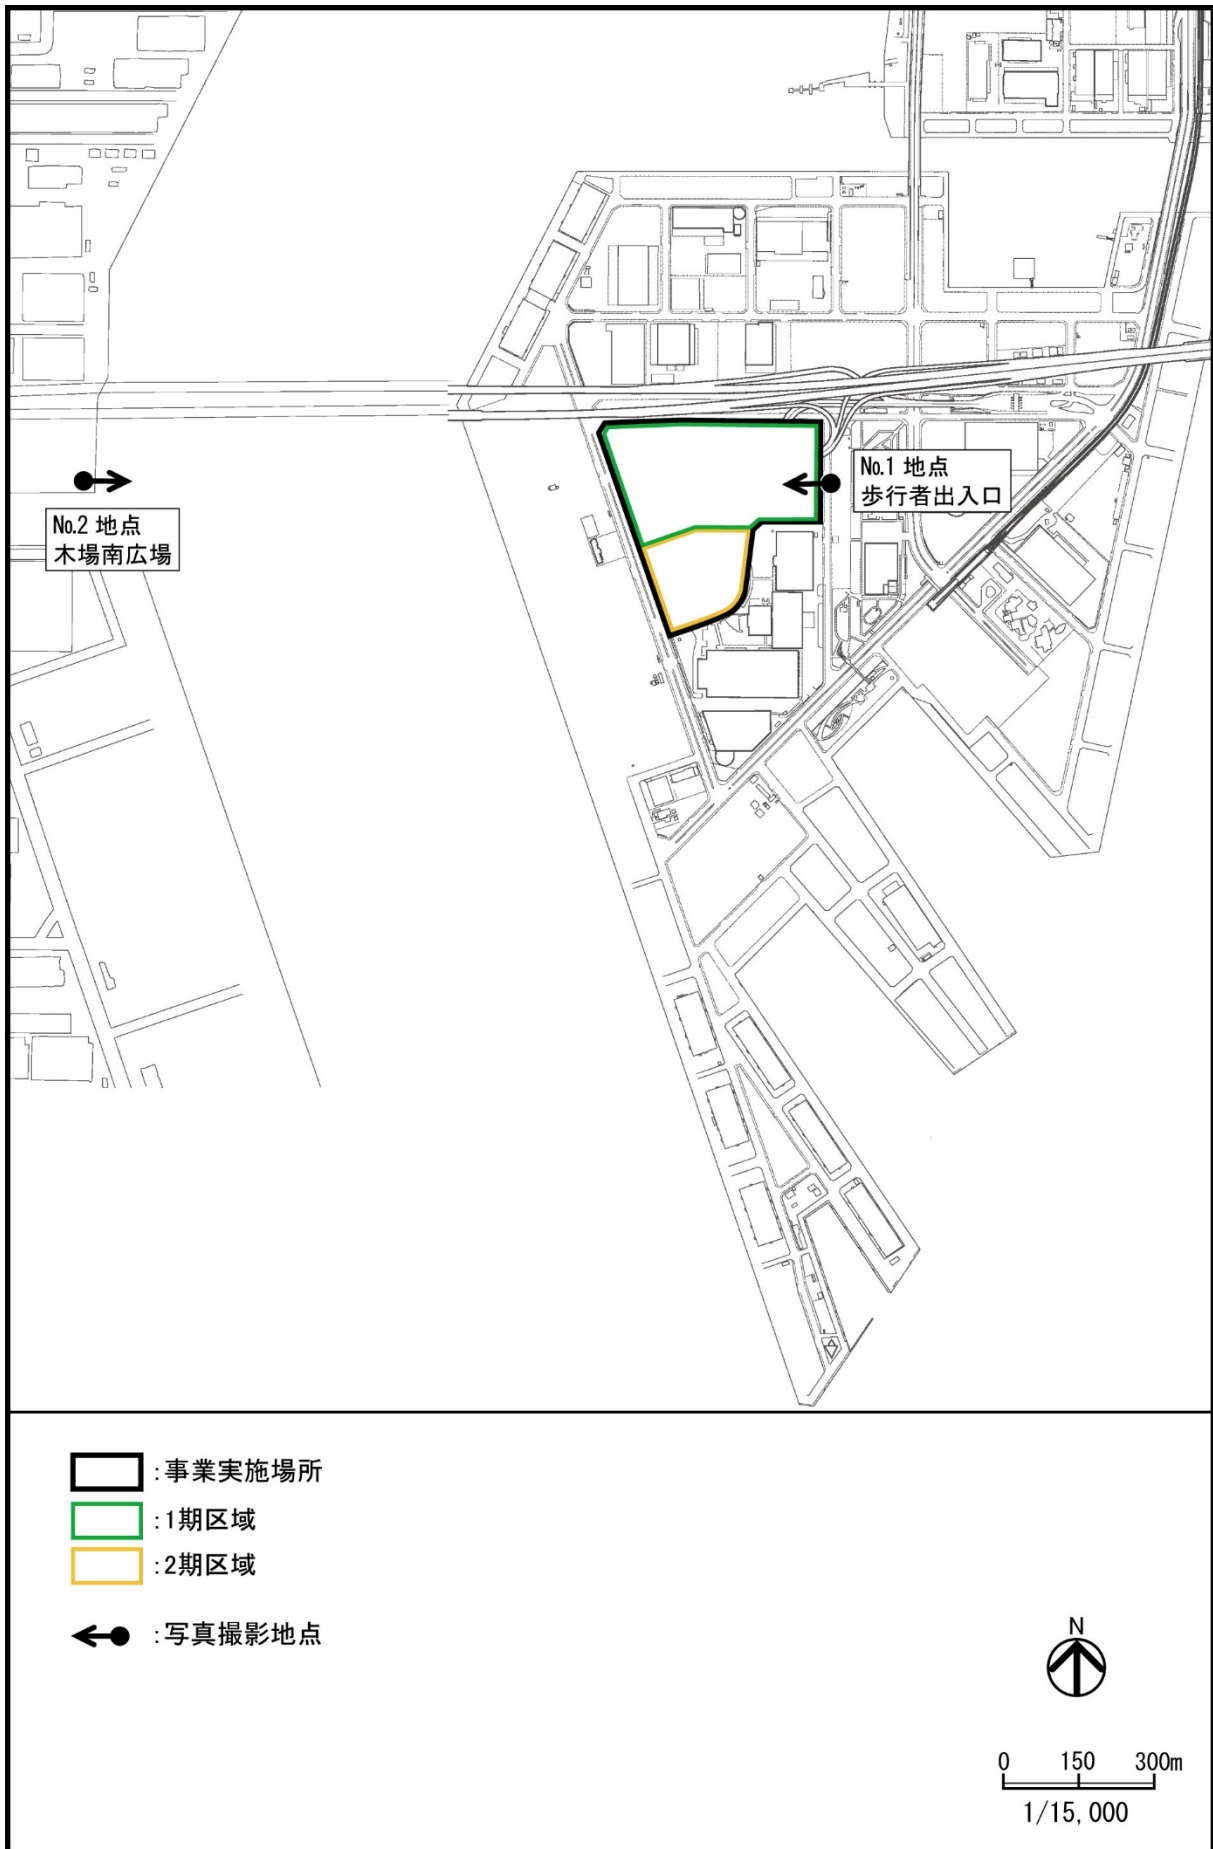 No.1 地点
歩行者出入口
No.2 地点
木場南広場
:事業実施場所
:1期区域
:2期区域
:写真撮影地点
N
0 150 300m
1/15,000